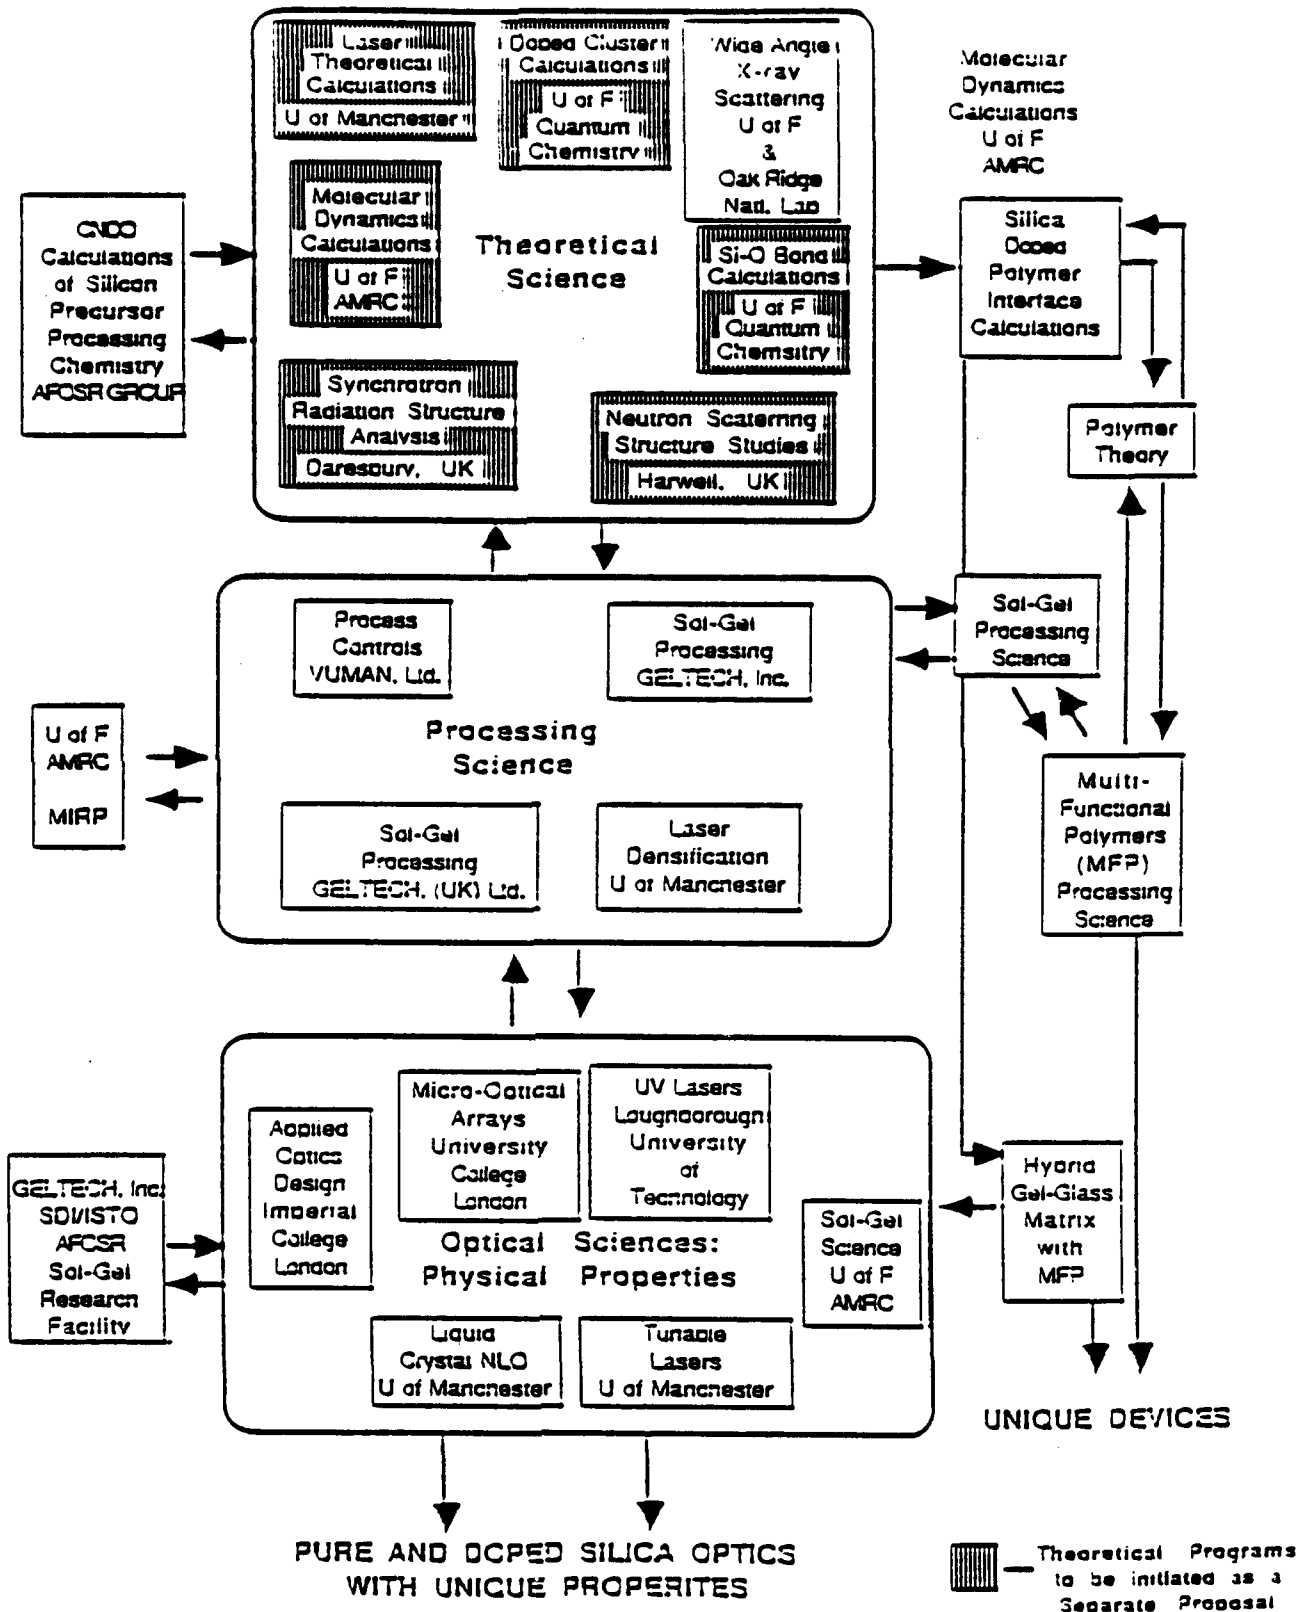 Laser
Theoretical
Calculations
U of Manchester
Doped Cluster
Calculations
U of F
Quantum
Chemistry
Wide Angle
X-ray
Scattering
U of F
&
Oak Ridge
Natl. Lab
Molecular
Dynamics
Calculations
U of F
AMRC
Molecular
Dynamics
Calculations
U of F
AMRC
Theoretical
Science
Si-O Bond
Calculations
U of F
Quantum
Chemsitry
CNDO
Calculations
of Silicon
Precursor
Processing
Chemistry
AFOSR GROUP
Silica
Doped
Polymer
Interface
Calculations
Synchrotron
Radiation Structure
Analysis
Daresbury, UK
Neutron Scaterring
Structure Studies
Harwell, UK
Polymer
Theory
Process
Controls
VUMAN, Ltd.
Sol-Gel
Processing
GELTECH, Inc.
Sol-Gel
Processing
Science
Processing
Science
U of F
AMRC
MIRP
Sol-Gel
Processing
GELTECH, (UK) Ltd.
Laser
Densification
U of Manchester
Multi-
Functional
Polymers
(MFP)
Processing
Science
Applied
Optics
Design
Imperial
College
London
Micro-Optical
Arrays
University
College
London
UV Lasers
Loughborough
University
of
Technology
GELTECH, Inc.
SDI/ISTO
AFOSR
Sol-Gel
Research
Facility
Optical Sciences:
Physical Properties
Sol-Gel
Science
U of F
AMRC
Hybrid
Gel-Glass
Matrix
with
MFP
Liquid
Crystal NLO
U of Manchester
Tunable
Lasers
U of Manchester
UNIQUE DEVICES
PURE AND DOPED SILICA OPTICS
WITH UNIQUE PROPERITES
Theoretical Programs
to be initiated as a
Separate Proposal